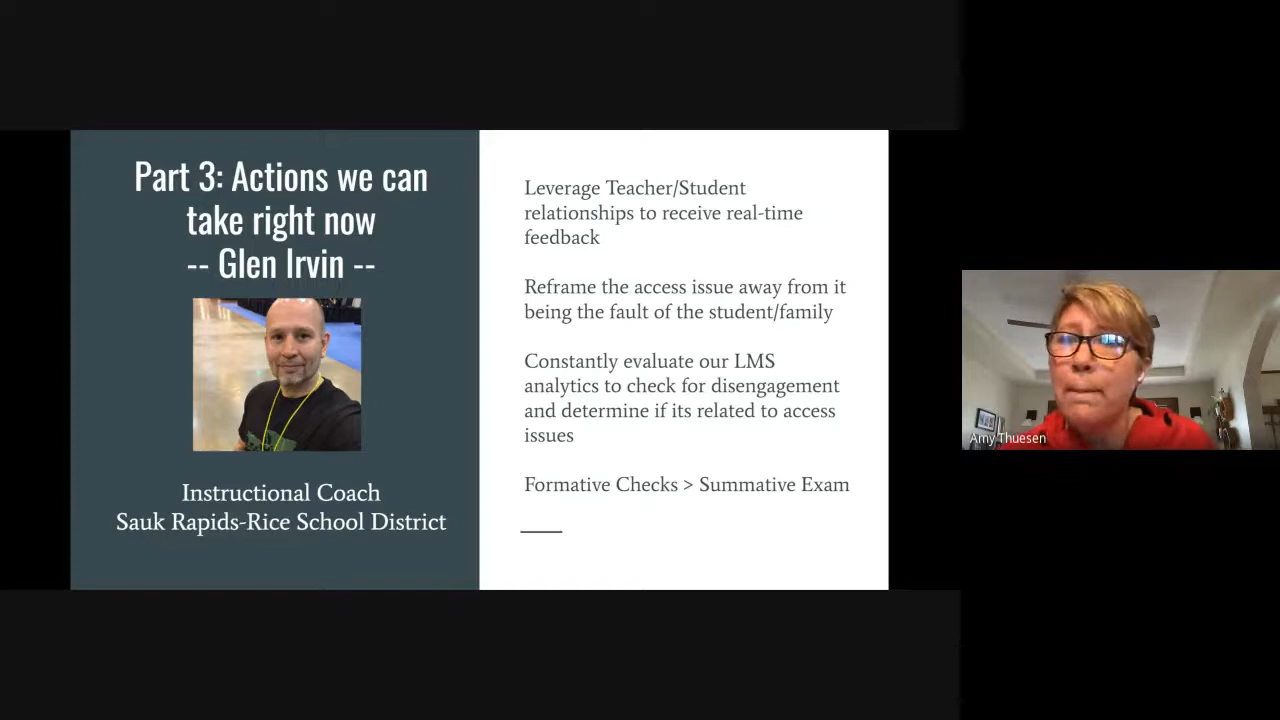 Part 3: Actions we can
take right now
-- Glen Irvin --
Instructional Coach
Sauk Rapids-Rice School District
Leverage Teacher/Student
relationships to receive real-time
feedback
Reframe the access issue away from it
being the fault of the student/family
Constantly evaluate our LMS
analytics to check for disengagement
and determine if its related to access
issues
Formative Checks > Summative Exam
Amy Thuesen